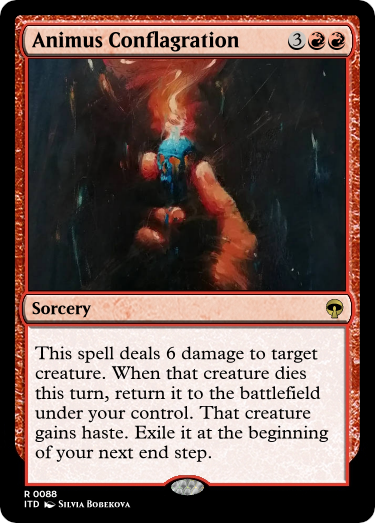 Animus Conflagration 3
Sorcery
This spell deals 6 damage to target
creature. When that creature dies
this turn, return it to the battlefield
under your control. That creature
gains haste. Exile it at the beginning
of your next end step.
R 0088
ITD Silvia Bobekova